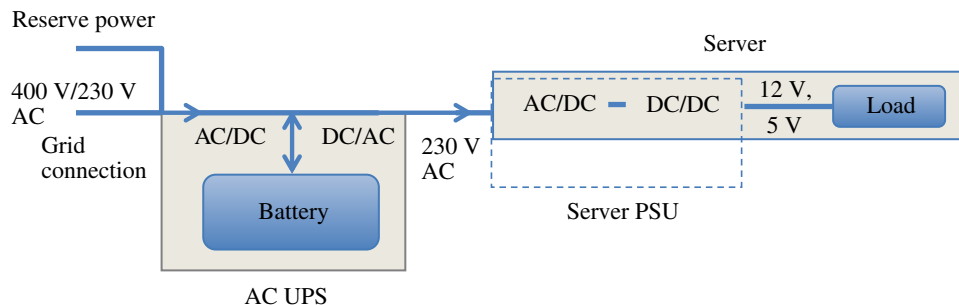 Reserve power
400 V/230 V
AC
Grid
connection
AC/DC
DC/AC
Battery
AC UPS
230 V
AC
Server
AC/DC
DC/DC
Server PSU
12 V,
5 V
Load